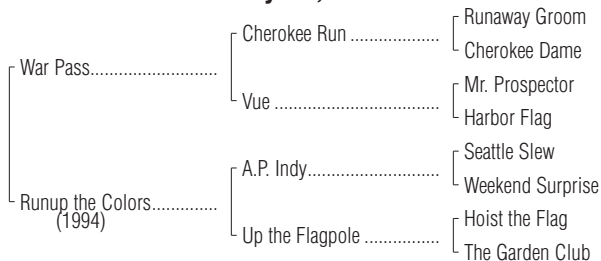 Runaway Groom
Cherokee Run ..................
Cherokee Dame
War Pass.........................
Mr. Prospector
Vue .................................
Harbor Flag
Seattle Slew
A.P. Indy..........................
Weekend Surprise
Runup the Colors.............
(1994)
Hoist the Flag
Up the Flagpole ...............
The Garden Club